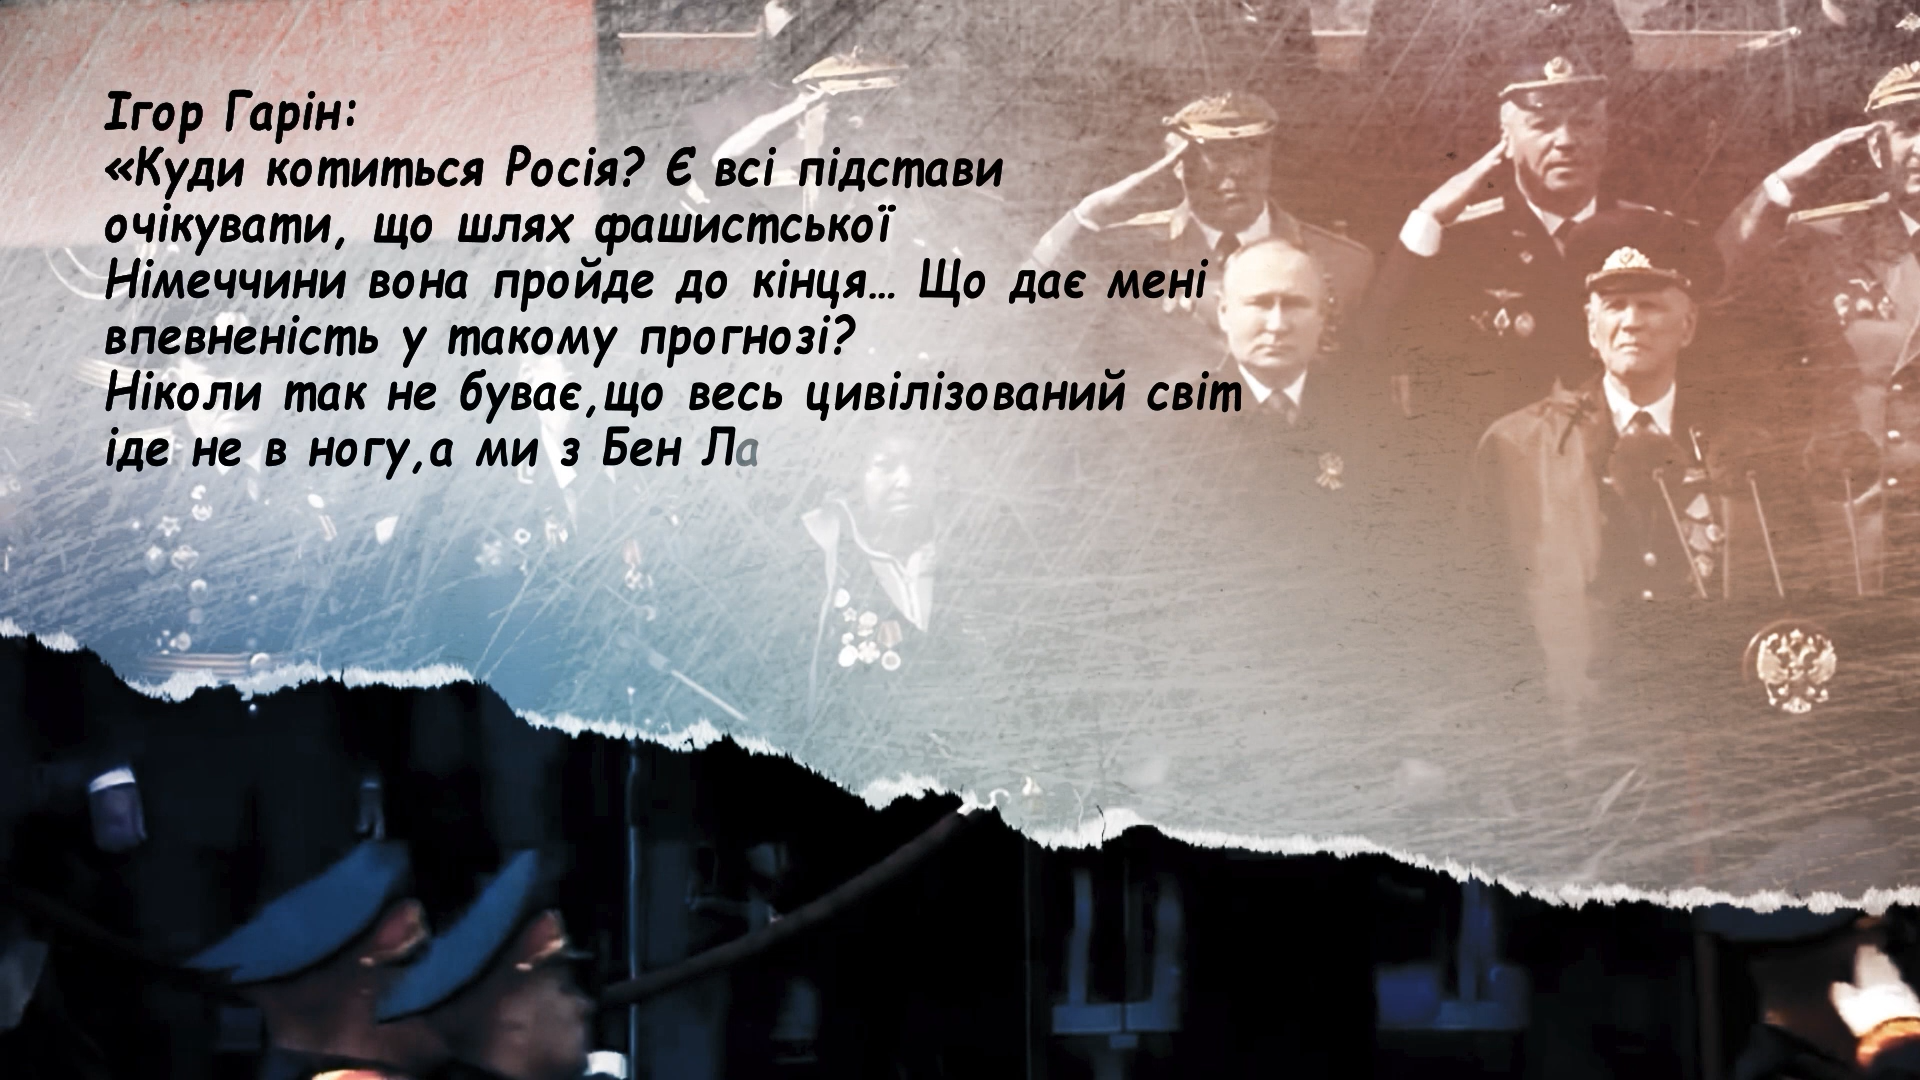 Ігор Гарін:
«Куди котиться Росія? Є всі підстави
очікувати, що шлях фашистської
Німеччини вона пройде до кінця... Що дає мені
впевненість у такому прогнозі?
Ніколи так не буває,що весь цивілізований світ
іде не в ногу,а ми з Бен Ла